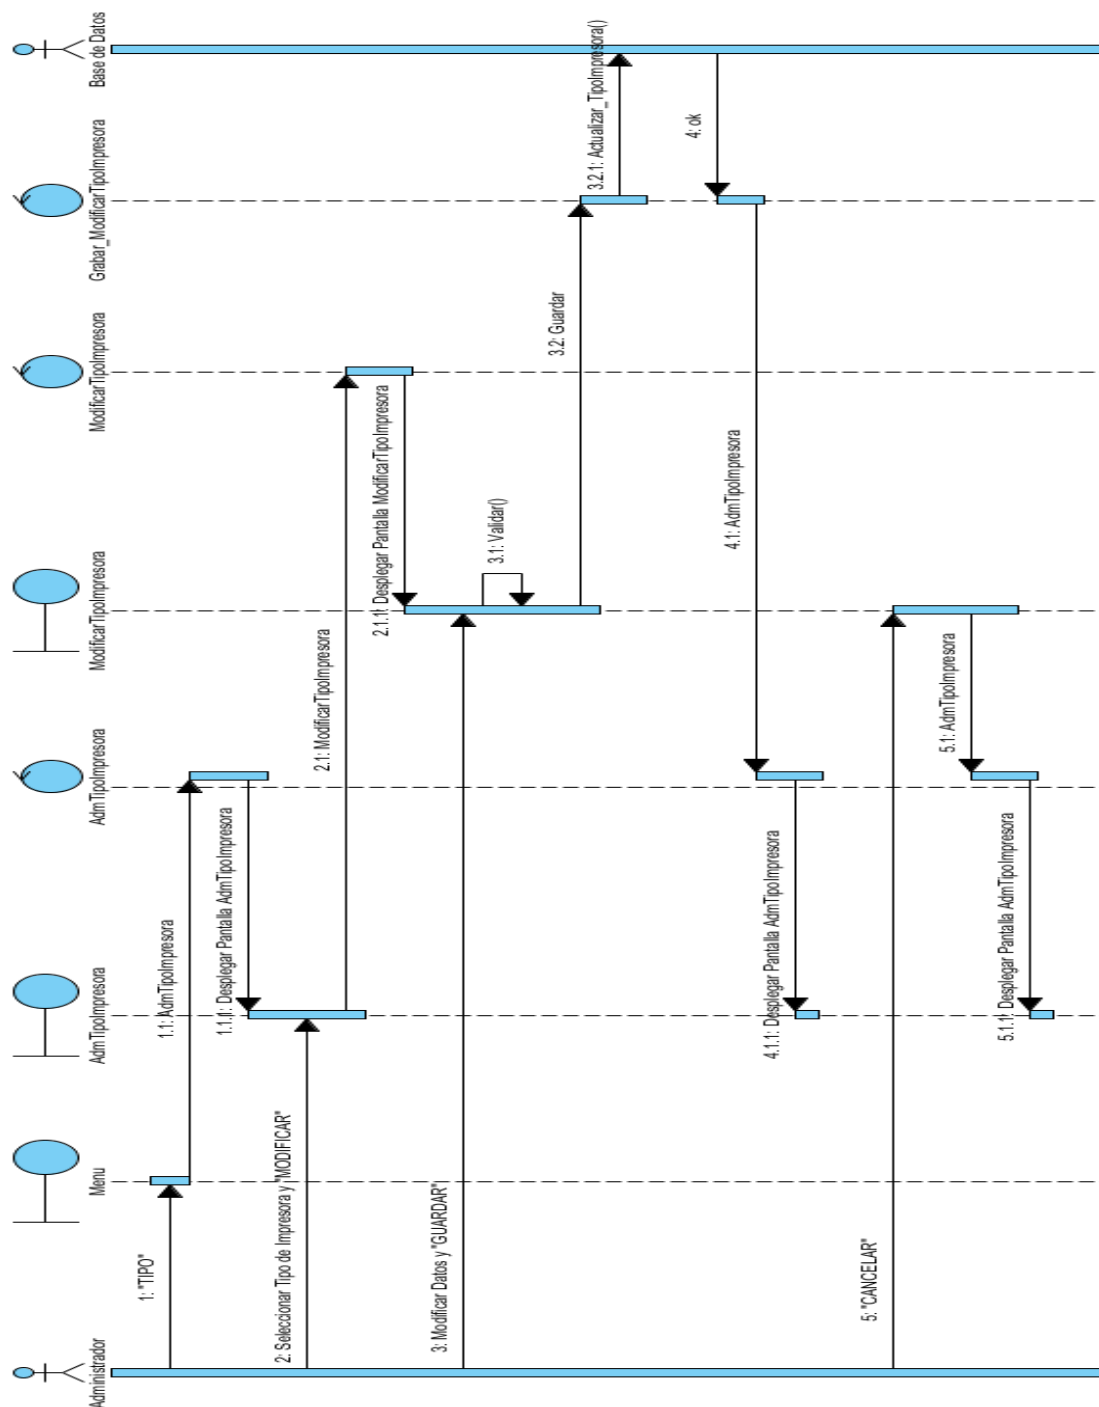 Administrador
Menu
AdmTipoImpresora
AdmTipoImpresora
ModificarTipoImpresora
ModificarTipoImpresora
Grabar_ModificarTipoImpresora
Base de Datos
1: "TIPO"
1.1: AdmTipoImpresora
1.1.1: Desplegar Pantalla AdmTipoImpresora
2: Seleccionar Tipo de Impresora y "MODIFICAR"
2.1: ModificarTipoImpresora
2.1.1: Desplegar Pantalla ModificarTipoImpresora
3: Modificar Datos y "GUARDAR"
3.1: Validar()
3.2: Guardar
3.2.1: Actualizar_TipoImpresora()
4: ok
4.1: AdmTipoImpresora
4.1.1: Desplegar Pantalla AdmTipoImpresora
5: "CANCELAR"
5.1: AdmTipoImpresora
5.1.1: Desplegar Pantalla AdmTipoImpresora